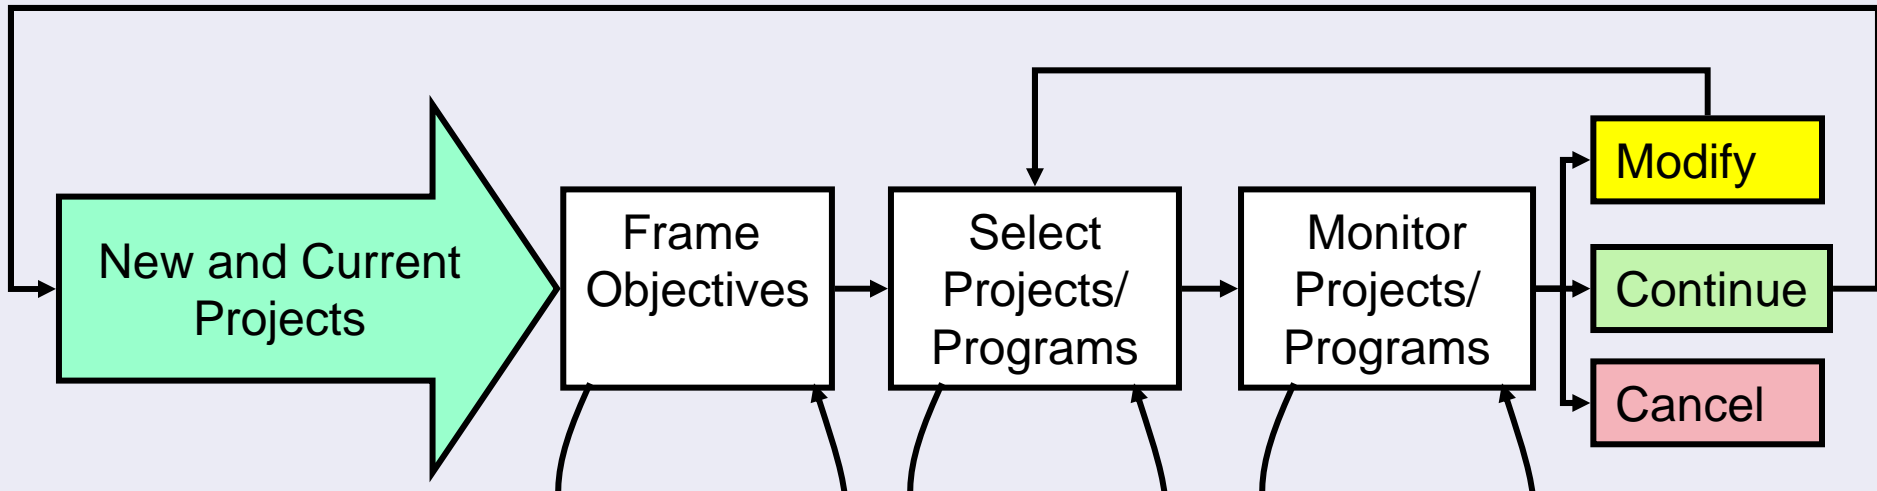 New and Current
Projects
Frame
Objectives
Select
Projects/
Programs
Monitor
Projects/
Programs
Modify
Continue
Cancel